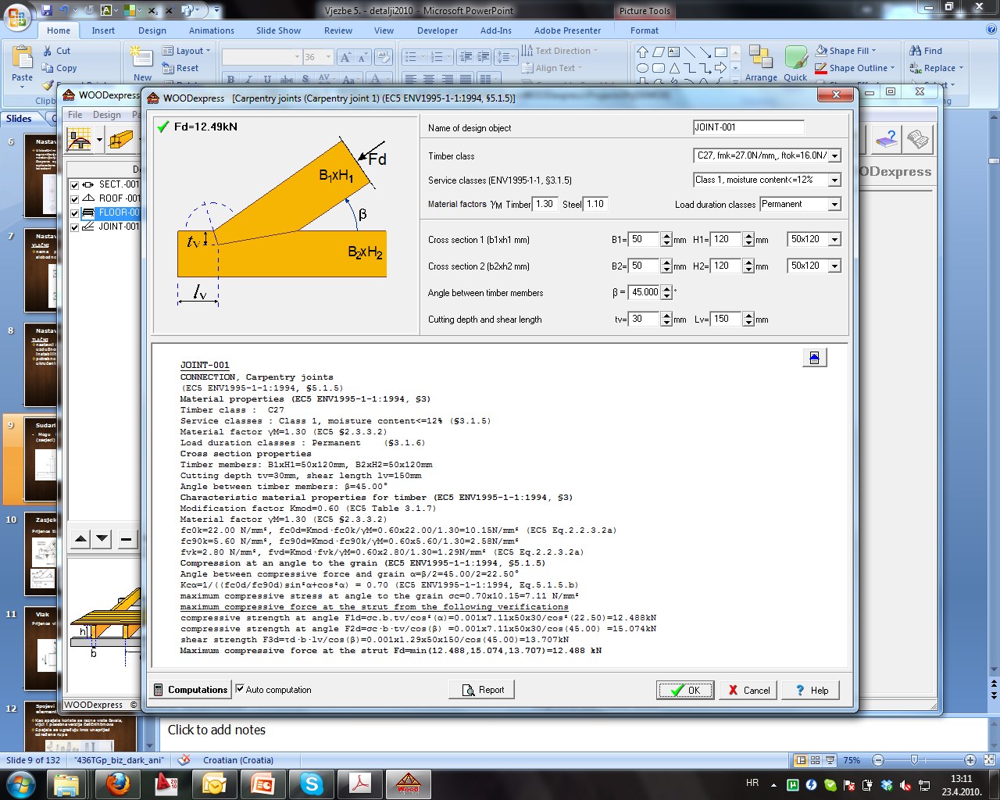 Vjezbe 5. - detalji2010 - Microsoft PowerPoint
Picture Tools
Home Insert Design Animations Slide Show Review View Developer Add-Ins Adobe Presenter Format
Cut
Copy
Paste
Layout
Reset
New
36
Text Direction
Align Text
Arrange
Quick
Shape Fill
Shape Outline
Find
Replace
Slides
WOODexpress
File Design
SECT.-001
ROOF-001
FLOOR-00
JOINT-001
WOODexpress ©
ODexpress
WOODexpress [Carpentry joints (Carpentry joint 1) (EC5 ENV1995-1-1:1994, §5.1.5)]
Fd=12.49kN
Fd
B1xH1
β
tv
B2xH2
lv
Name of design object JOINT-001
Timber class C27, fmk=27.0N/mm,, ftok=16.0N/
Service classes (ENV1995-1-1, §3.1.5) Class 1, moisture content<=12%
Material factors γM Timber 1.30 Steel 1.10 Load duration classes Permanent
Cross section 1 (b1xh1 mm) B1= 50 mm H1= 120 mm 50x120
Cross section 2 (b2xh2 mm) B2= 50 mm H2= 120 mm 50x120
Angle between timber members β = 45.000 °
Cutting depth and shear length tv= 30 mm Lv= 150 mm
JOINT-001
CONNECTION, Carpentry joints
(EC5 ENV1995-1-1:1994, §5.1.5)
Material properties (EC5 ENV1995-1-1:1994, §3)
Timber class : C27
Service classes : Class 1, moisture content<=12% (§3.1.5)
Material factor γM=1.30 (EC5 §2.3.3.2)
Load duration classes : Permanent (§3.1.6)
Cross section properties
Timber members: B1xH1=50x120mm, B2xH2=50x120mm
Cutting depth tv=30mm, shear length lv=150mm
Angle between timber members: β=45.00°
Characteristic material properties for timber (EC5 ENV1995-1-1:1994, §3)
Modification factor Kmod=0.60 (EC5 Table 3.1.7)
Material factor γM=1.30 (EC5 §2.3.3.2)
fc0k=22.00 N/mm², fc0d=Kmod·fc0k/γM=0.60x22.00/1.30=10.15N/mm² (EC5 Eq.2.2.3.2a)
fc90k=5.60 N/mm², fc90d=Kmod·fc90k/γM=0.60x5.60/1.30=2.58N/mm²
fvk=2.80 N/mm², fvd=Kmod·fvk/γM=0.60x2.80/1.30=1.29N/mm² (EC5 Eq.2.2.3.2a)
Compression at an angle to the grain (EC5 ENV1995-1-1:1994, §5.1.5)
Angle between compressive force and grain α=β/2=45.00/2=22.50°
Kcα=1/((fc0d/fc90d)sin²α+cos²α) = 0.70 (EC5 ENV1995-1-1:1994, Eq.5.1.5.b)
maximum compressive stress at angle to the grain σc=0.70x10.15=7.11 N/mm²
maximum compressive force at the strut from the following verifications
compressive strength at angle F1d=σc.b.tv/cos²(α)=0.001x7.11x50x30/cos²(22.50)=12.488kN
compressive strength at angle F2d=σc·b·tv/cos(β) =0.001x7.11x50x30/cos(45.00) =15.074kN
shear strength F3d=τd·b·lv/cos(β)=0.001x1.29x50x150/cos(45.00)=13.707kN
Maximum compressive force at the strut Fd=min(12.488,15.074,13.707)=12.488 kN
Computations Auto computation Report OK Cancel Help
6
7
8
9
10
11
12
Click to add notes
Slide 9 of 132 "436TGp_biz_dark_ani" Croatian (Croatia) 75%
HR
13:11
23.4.2010.